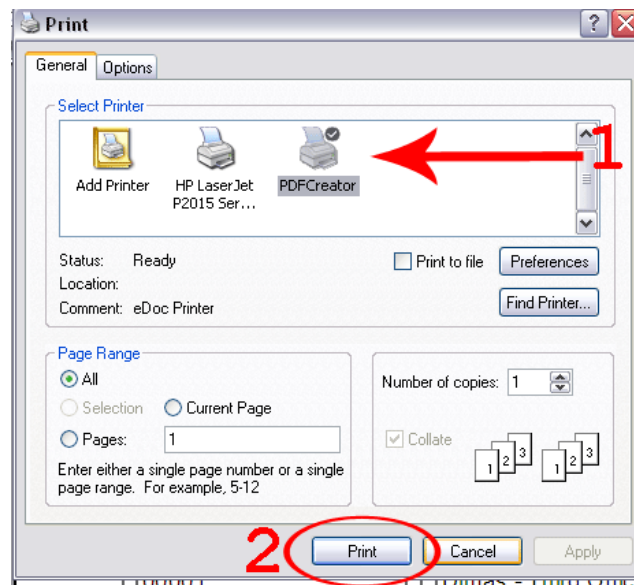 Print
General Options
Select Printer
1
Add Printer HP LaserJet P2015 Ser... PDFCreator
Status: Ready
Print to file Preferences
Location:
Comment: eDoc Printer
Find Printer...
Page Range
All
Selection Current Page
Pages: 1
Enter either a single page number or a single
page range. For example, 5-12
Number of copies: 1
Collate
1 2 3 1 2 3
2 Print Cancel Apply